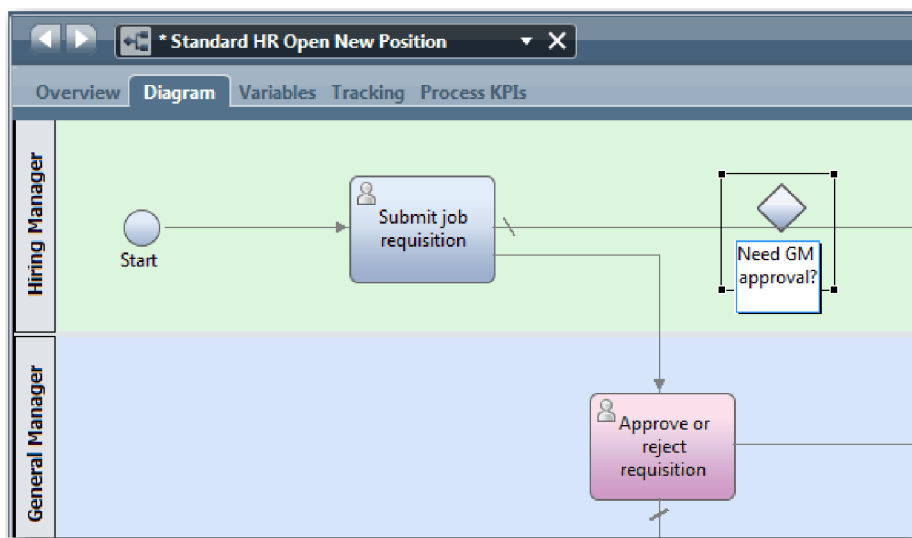 * Standard HR Open New Position
Overview Diagram Variables Tracking Process KPIs
Hiring Manager
Start
Submit job
requisition
Need GM
approval?
General Manager
Approve or
reject
requisition